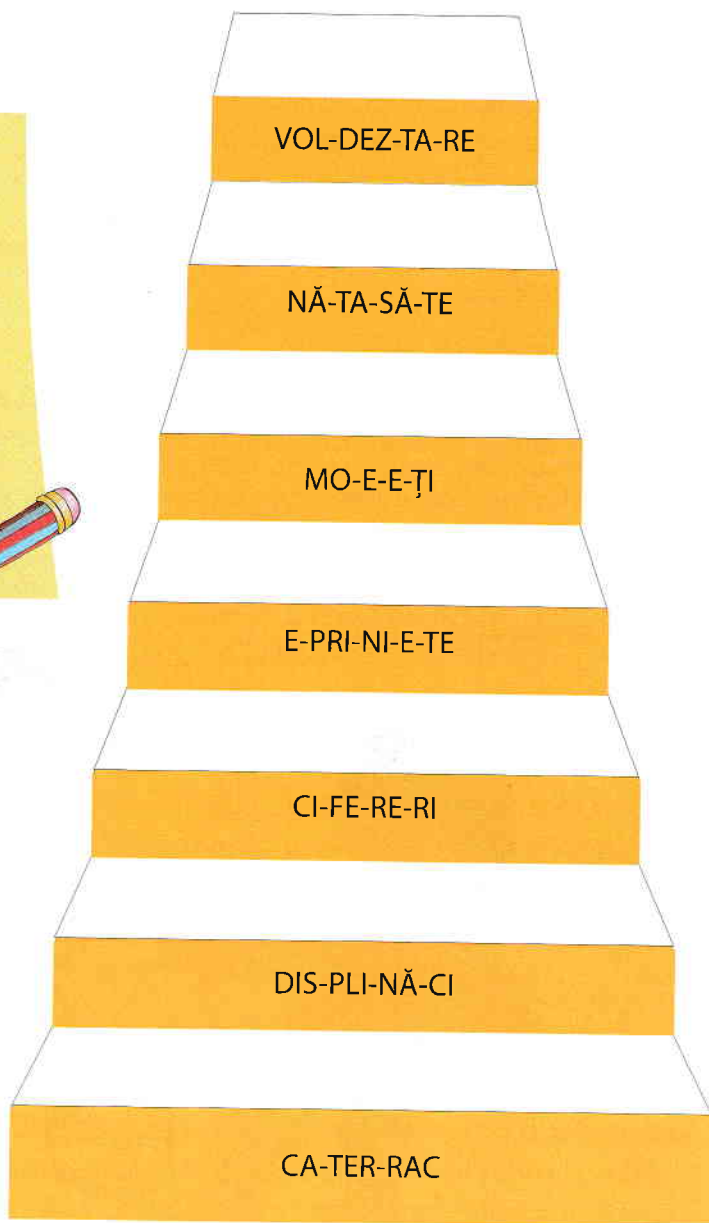 VOL-DEZ-TA-RE
NĂ-TA-SĂ-TE
MO-E-E-ȚI
E-PRI-NI-E-TE
CI-FE-RE-RI
DIS-PLI-NĂ-CI
CA-TER-RAC